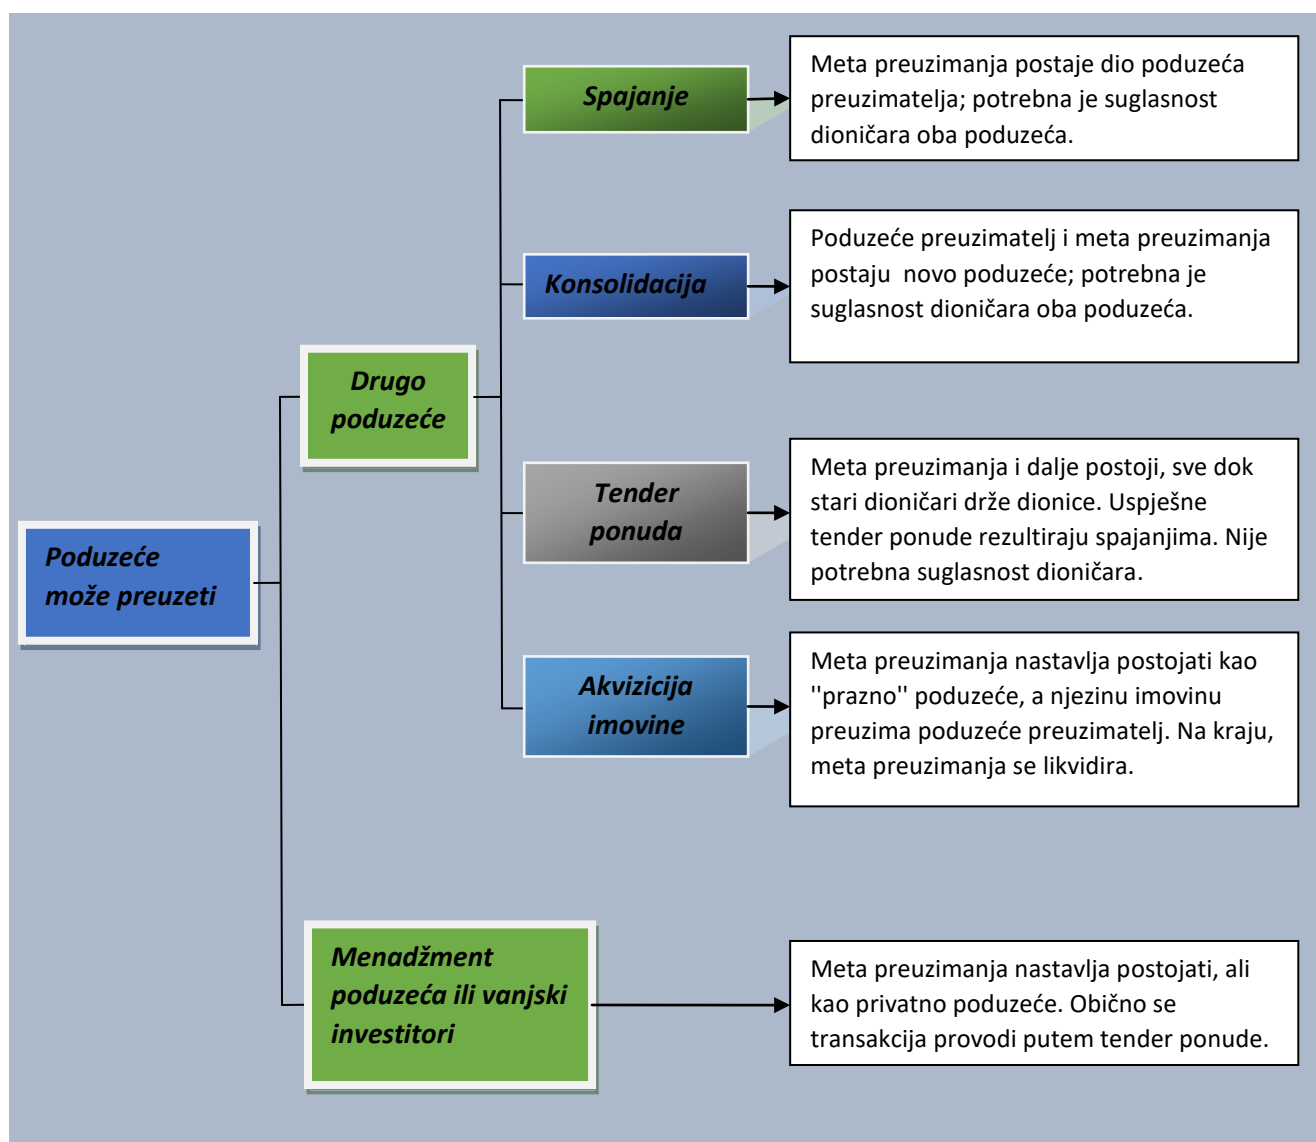 Poduzeće
može preuzeti
Drugo
poduzeće
Spajanje
Meta preuzimanja postaje dio poduzeća
preuzimatelja; potrebna je suglasnost
dioničara oba poduzeća.
Konsolidacija
Poduzeće preuzimatelj i meta preuzimanja
postaju novo poduzeće; potrebna je
suglasnost dioničara oba poduzeća.
Tender
ponuda
Meta preuzimanja i dalje postoji, sve dok
stari dioničari drže dionice. Uspješne
tender ponude rezultiraju spajanjima. Nije
potrebna suglasnost dioničara.
Akvizicija
imovine
Meta preuzimanja nastavlja postojati kao
''prazno'' poduzeće, a njezinu imovinu
preuzima poduzeće preuzimatelj. Na kraju,
meta preuzimanja se likvidira.
Menadžment
poduzeća ili vanjski
investitori
Meta preuzimanja nastavlja postojati, ali
kao privatno poduzeće. Obično se
transakcija provodi putem tender ponude.